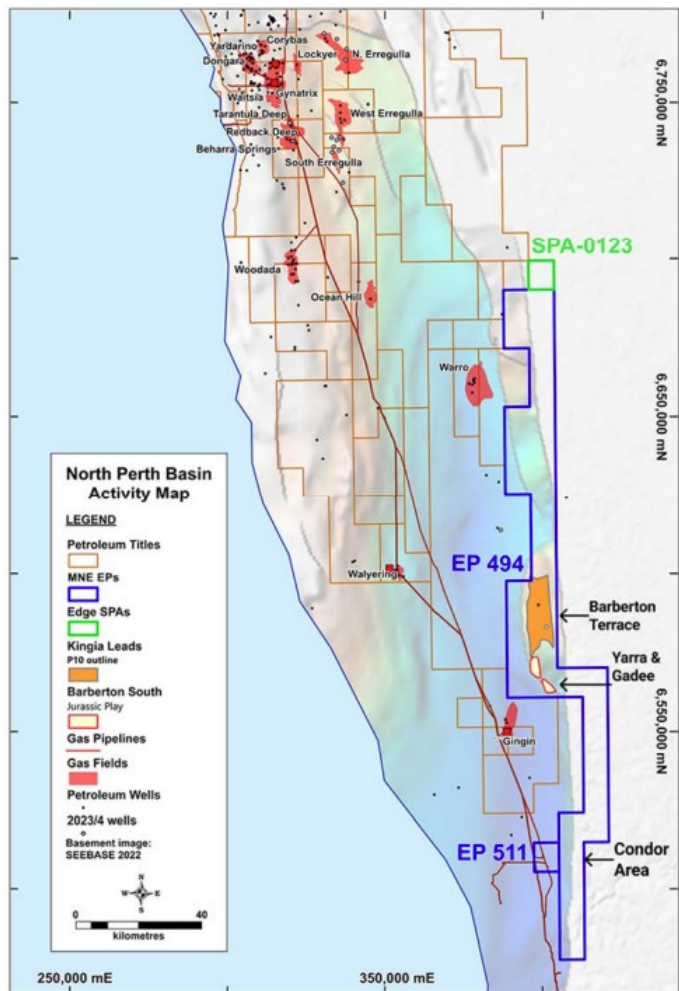 Corybas
Yardarino
Lockyer
N. Erregulla
Dongara
Gynatrix
Waitsia
Tarantula Deep
West Erregulla
Redback Deep
Beharra Springs
South Erregulla
6,750,000 mN
SPA-0123
Woodada
Ocean Hill
Warro
6,650,000 mN
North Perth Basin
Activity Map
LEGEND
Petroleum Titles
MNE EPs
Edge SPAs
Kingia Leads
P10 outline
Barberton South
Jurassic Play
Gas Pipelines
Gas Fields
Petroleum Wells
2023/4 wells
Basement image:
SEEBASE 2022
N
W E
S
0 20 40
kilometres
EP 494
Walyering
Barberton
Terrace
Yarra &
Gadee
6,550,000 mN
Gingin
EP 511
Condor
Area
250,000 mE
350,000 mE